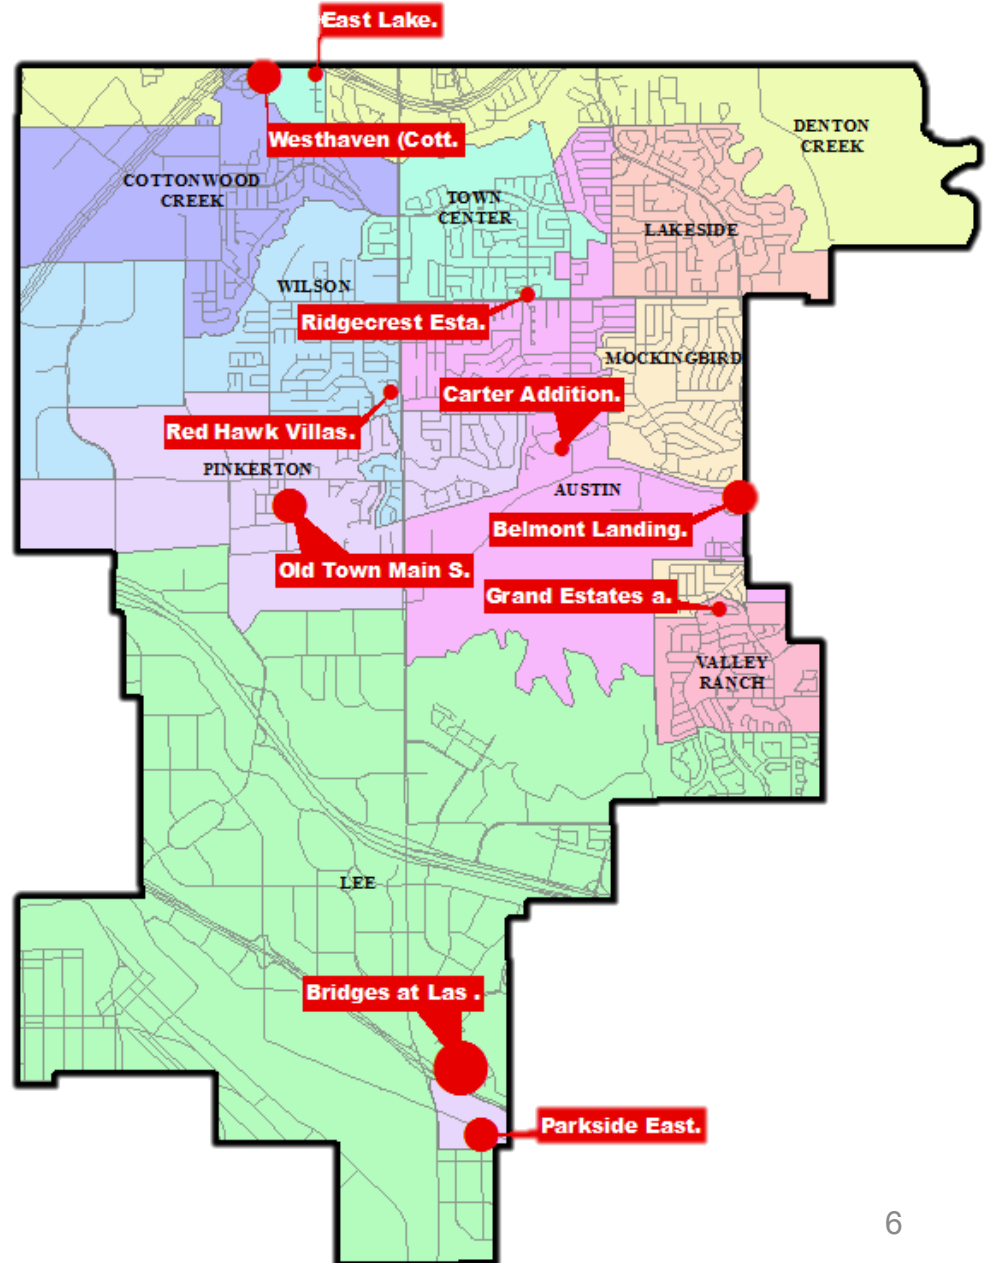 East Lake.
Westhaven (Cott.
DENTON
CREEK
COTTONWOOD
CREEK
TOWN
CENTER
LAKESIDE
WILSON
Ridgecrest Esta.
MOCKINGBIRD
Carter Addition.
Red Hawk Villas.
PINKERTON
AUSTIN
Belmont Landing.
Old Town Main S.
Grand Estates a.
VALLEY
RANCH
LEE
Bridges at Las .
Parkside East.
6